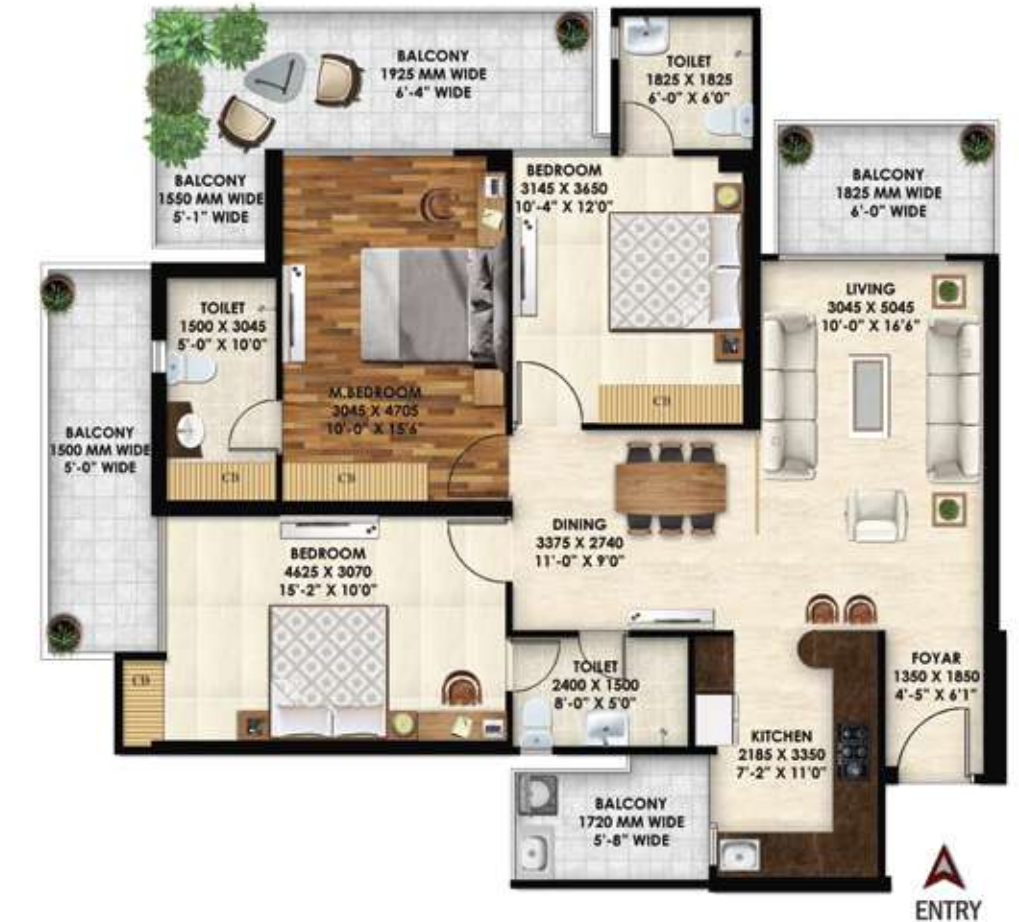 BALCONY
1925 MM WIDE
6'-4" WIDE
TOILET
1825 X 1825
6'-0" X 6'0"
BALCONY
1550 MM WIDE
5'-1" WIDE
BEDROOM
3145 X 3650
10'-4" X 12'0"
BALCONY
1825 MM WIDE
6'-0" WIDE
TOILET
1500 X 3045
5'-0" X 10'0"
LIVING
3045 X 5045
10'-0" X 16'6"
M.BEDROOM
3045 X 4705
10'-0" X 15'6"
CD
BALCONY
1500 MM WIDE
5'-0" WIDE
CD
CD
DINING
3375 X 2740
11'-0" X 9'0"
BEDROOM
4625 X 3070
15'-2" X 10'0"
CD
TOILET
2400 X 1500
8'-0" X 5'0"
FOYAR
1350 X 1850
4'-5" X 6'1"
KITCHEN
2185 X 3350
7'-2" X 11'0"
BALCONY
1720 MM WIDE
5'-8" WIDE
ENTRY